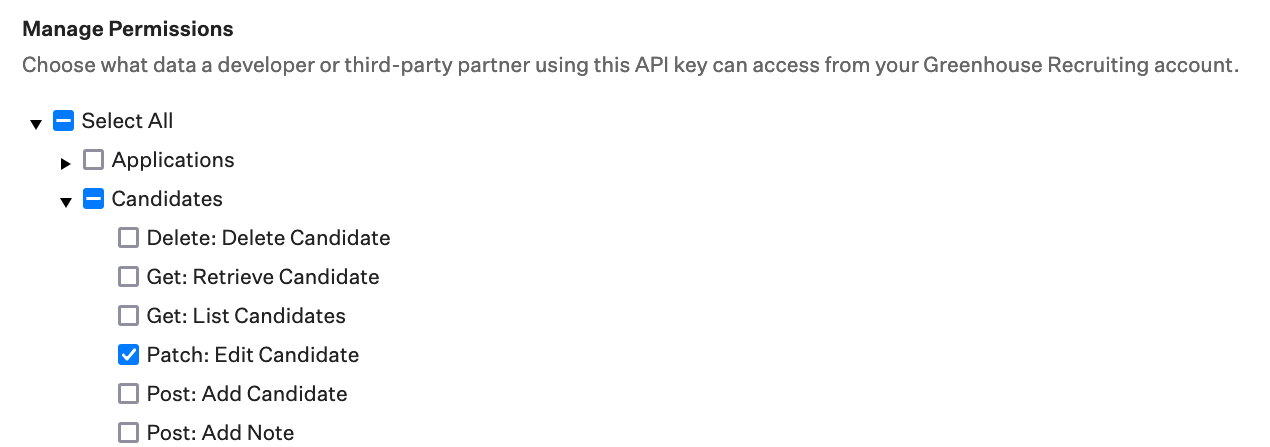 Manage Permissions
Choose what data a developer or third-party partner using this API key can access from your Greenhouse Recruiting account.
Select All
Applications
Candidates
Delete: Delete Candidate
Get: Retrieve Candidate
Get: List Candidates
Patch: Edit Candidate
Post: Add Candidate
Post: Add Note